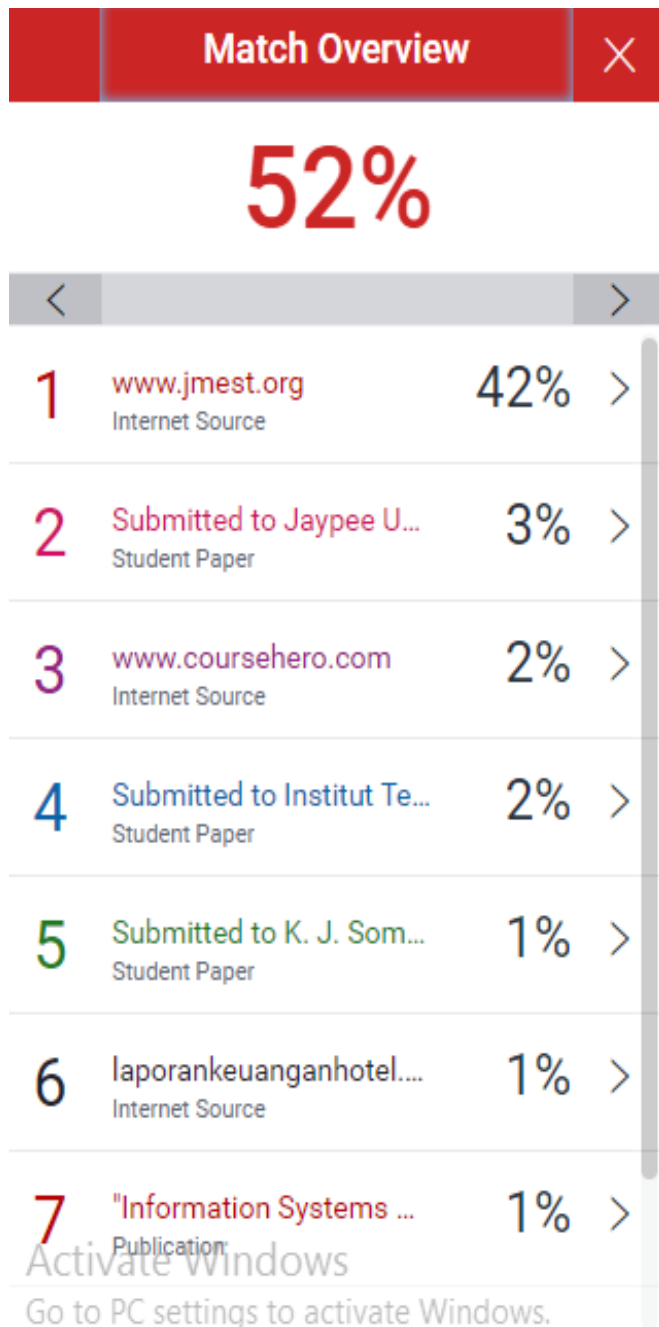 Match Overview
52%
1 www.jmest.org 42%
Internet Source
2 Submitted to Jaypee U... 3%
Student Paper
3 www.coursehero.com 2%
Internet Source
4 Submitted to Institut Te... 2%
Student Paper
5 Submitted to K. J. Som... 1%
Student Paper
6 laporankeuanganhotel.... 1%
Internet Source
7 "Information Systems ... 1%
Publication
Activate Windows
Go to PC settings to activate Windows.